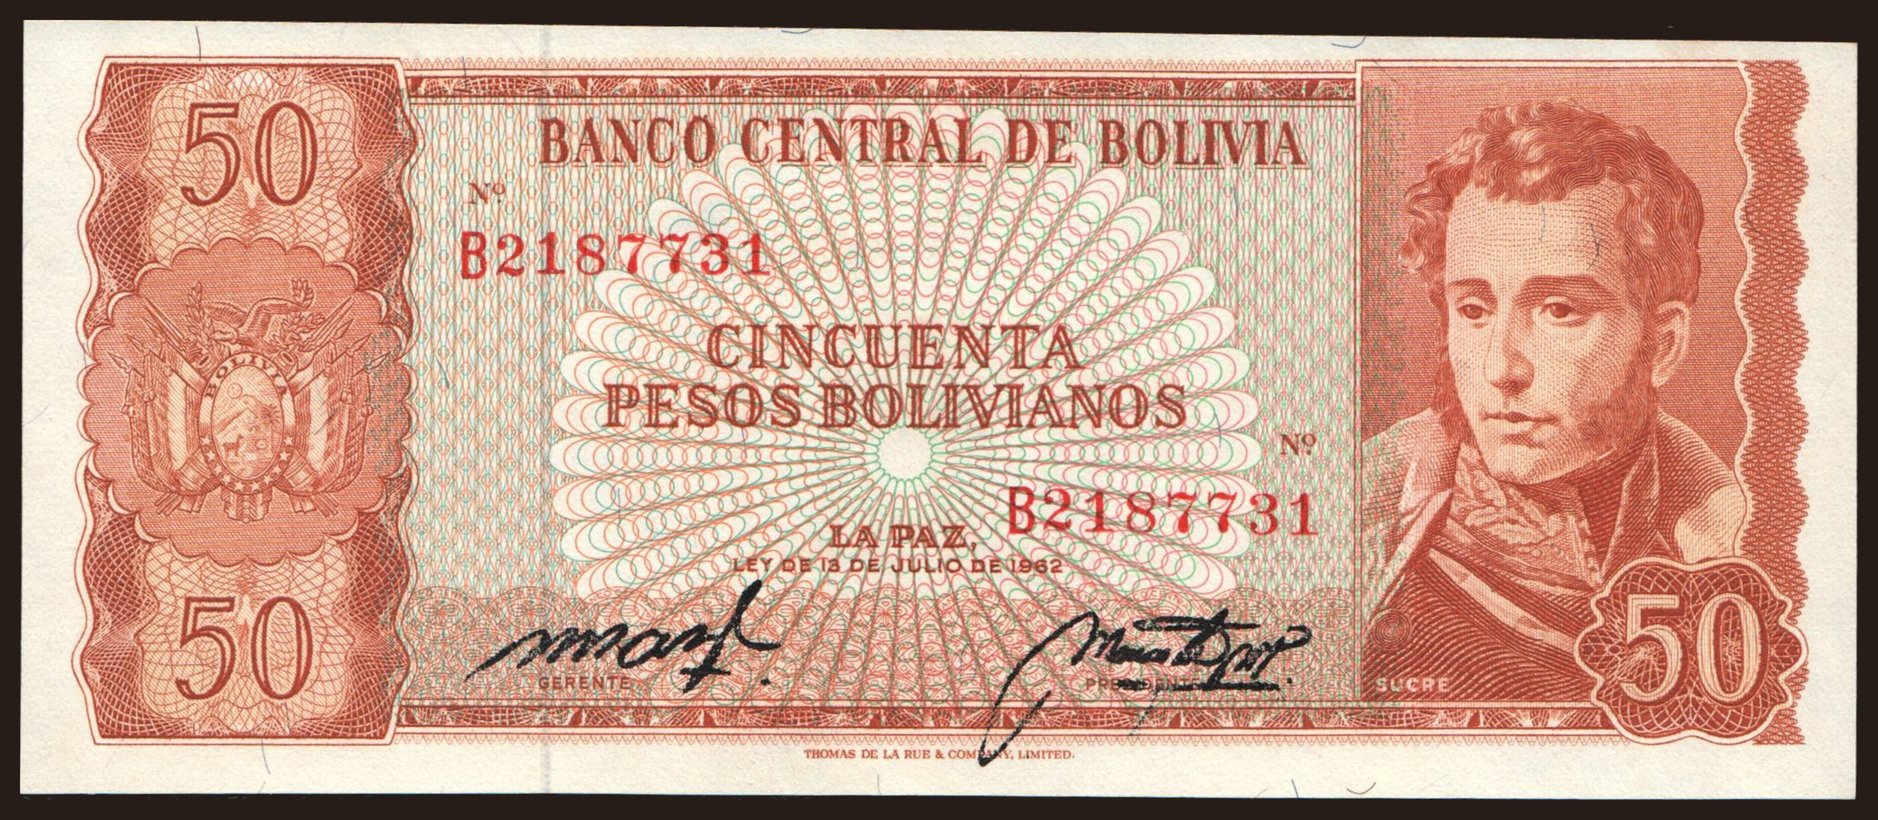 50
BANCO CENTRAL DE BOLIVIA
Nº
B2187731
BOLIVIA
CINCUENTA
PESOS BOLIVIANOS
Nº
B2187731
LA PAZ,
LEY DE 13 DE JULIO DE 1962
50
GERENTE
PRESIDENTE
SUCRE
50
THOMAS DE LA RUE & COMPANY, LIMITED.